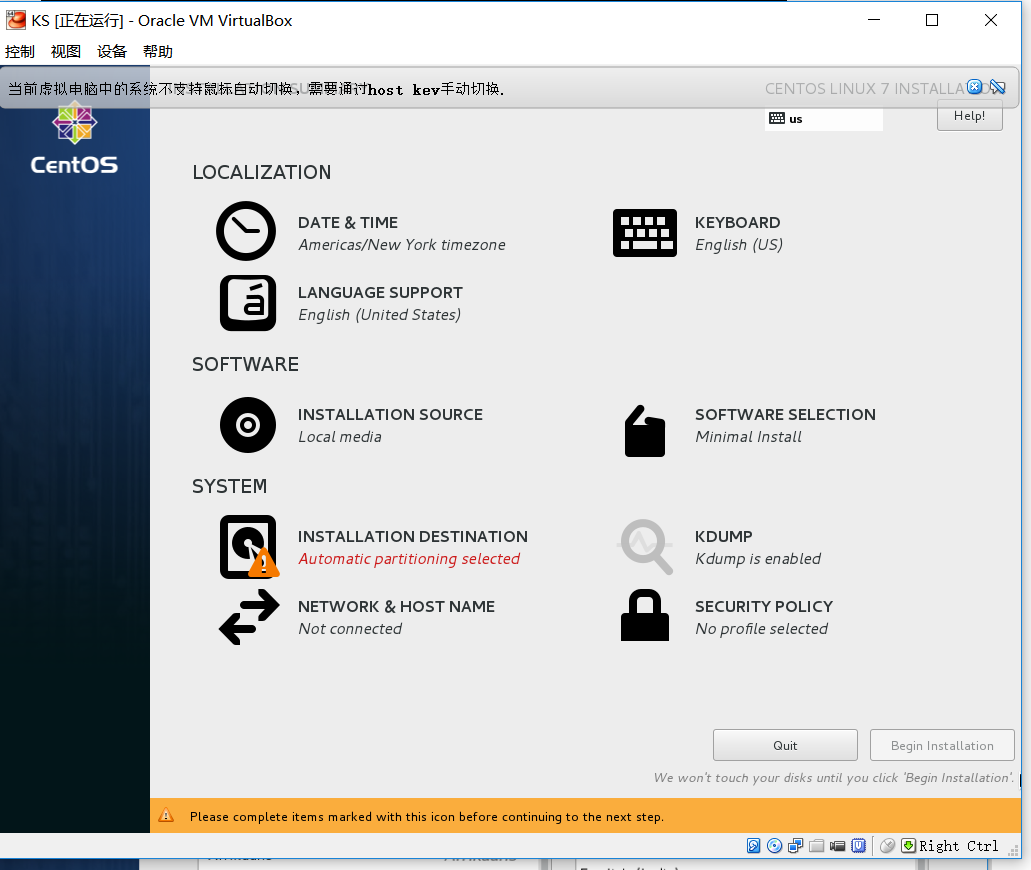 KS [正在运行] - Oracle VM VirtualBox
控制 视图 设备 帮助
当前虚拟电脑中的系统不支持鼠标自动切换，需要通过host key手动切换.
CENTOS LINUX 7 INSTALLATION
us
Help!
CentOS
LOCALIZATION
DATE & TIME
Americas/New York timezone
KEYBOARD
English (US)
LANGUAGE SUPPORT
English (United States)
SOFTWARE
INSTALLATION SOURCE
Local media
SOFTWARE SELECTION
Minimal Install
SYSTEM
INSTALLATION DESTINATION
Automatic partitioning selected
KDUMP
Kdump is enabled
NETWORK & HOST NAME
Not connected
SECURITY POLICY
No profile selected
Quit
Begin Installation
We won't touch your disks until you click 'Begin Installation'.
Please complete items marked with this icon before continuing to the next step.
Right Ctrl